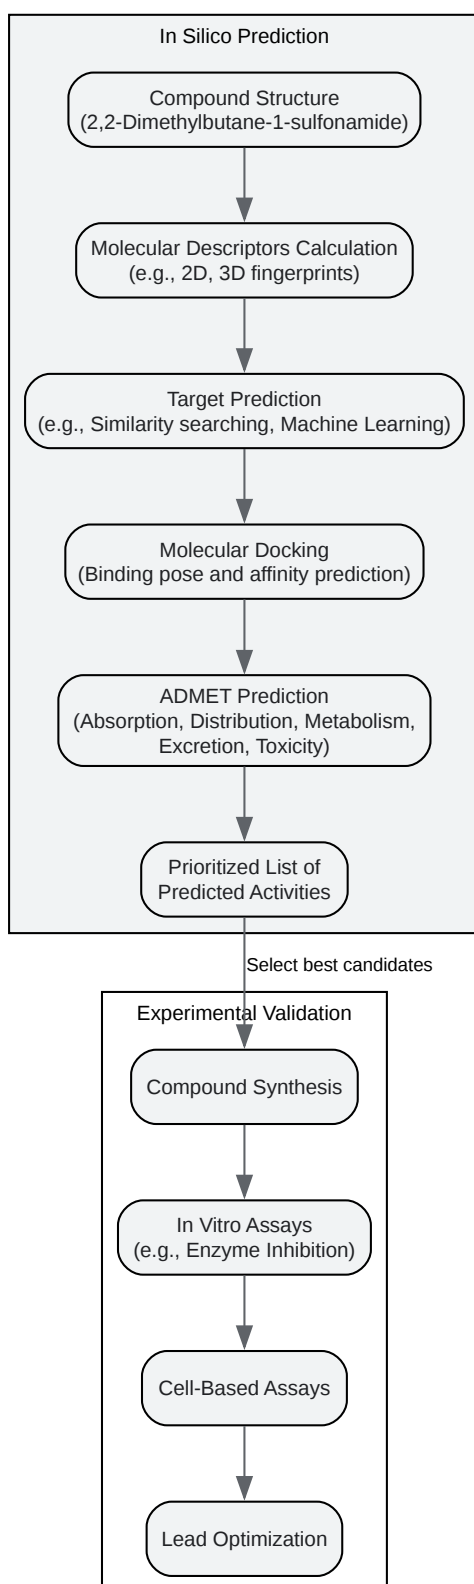 In Silico Prediction
Compound Structure
(2,2-Dimethylbutane-1-sulfonamide)
Molecular Descriptors Calculation
(e.g., 2D, 3D fingerprints)
Target Prediction
(e.g., Similarity searching, Machine Learning)
Molecular Docking
(Binding pose and affinity prediction)
ADMET Prediction
(Absorption, Distribution, Metabolism,
Excretion, Toxicity)
Prioritized List of
Predicted Activities
Select best candidates
Experimental Validation
Compound Synthesis
In Vitro Assays
(e.g., Enzyme Inhibition)
Cell-Based Assays
Lead Optimization